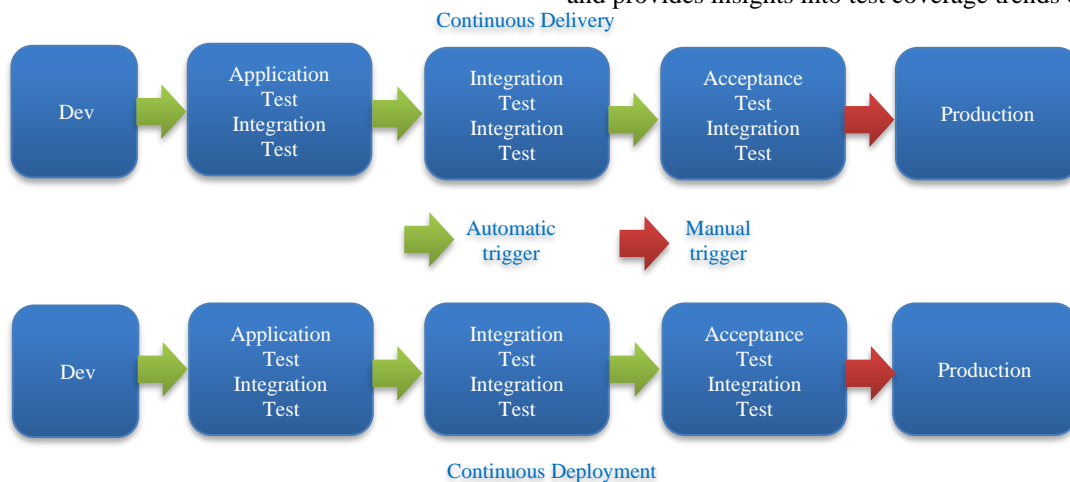 and provides insights into test coverage trends
Continuous Delivery
Dev
Application
Test
Integration
Test
Integration
Test
Integration
Test
Acceptance
Test
Integration
Test
Production
Automatic
trigger
Manual
trigger
Dev
Application
Test
Integration
Test
Integration
Test
Integration
Test
Acceptance
Test
Integration
Test
Production
Continuous Deployment